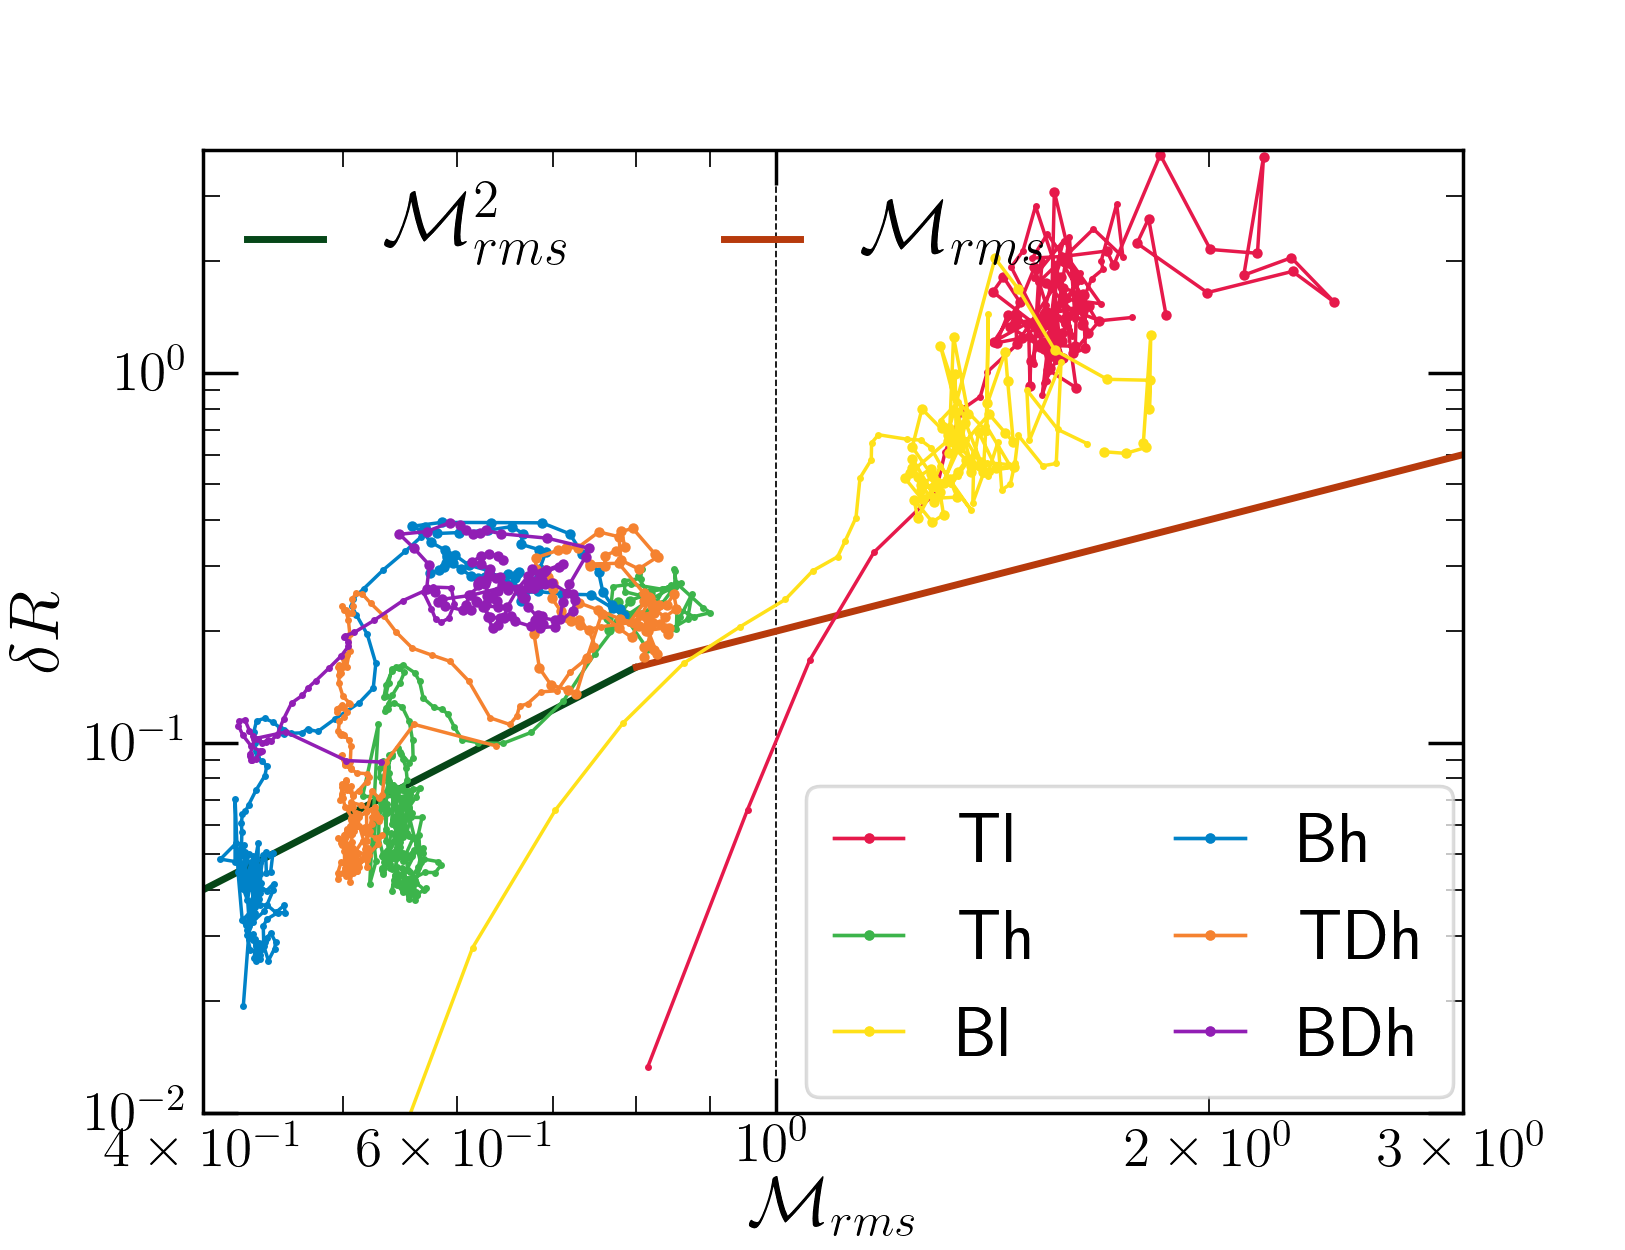 ℳ²ᵣₘₛ ℳᵣₘₛ
10⁰
δR
10⁻¹
Tl Bh
Th TDh
Bl BDh
10⁻²
4 × 10⁻¹ 6 × 10⁻¹ 10⁰ 2 × 10⁰ 3 × 10⁰
ℳᵣₘₛ